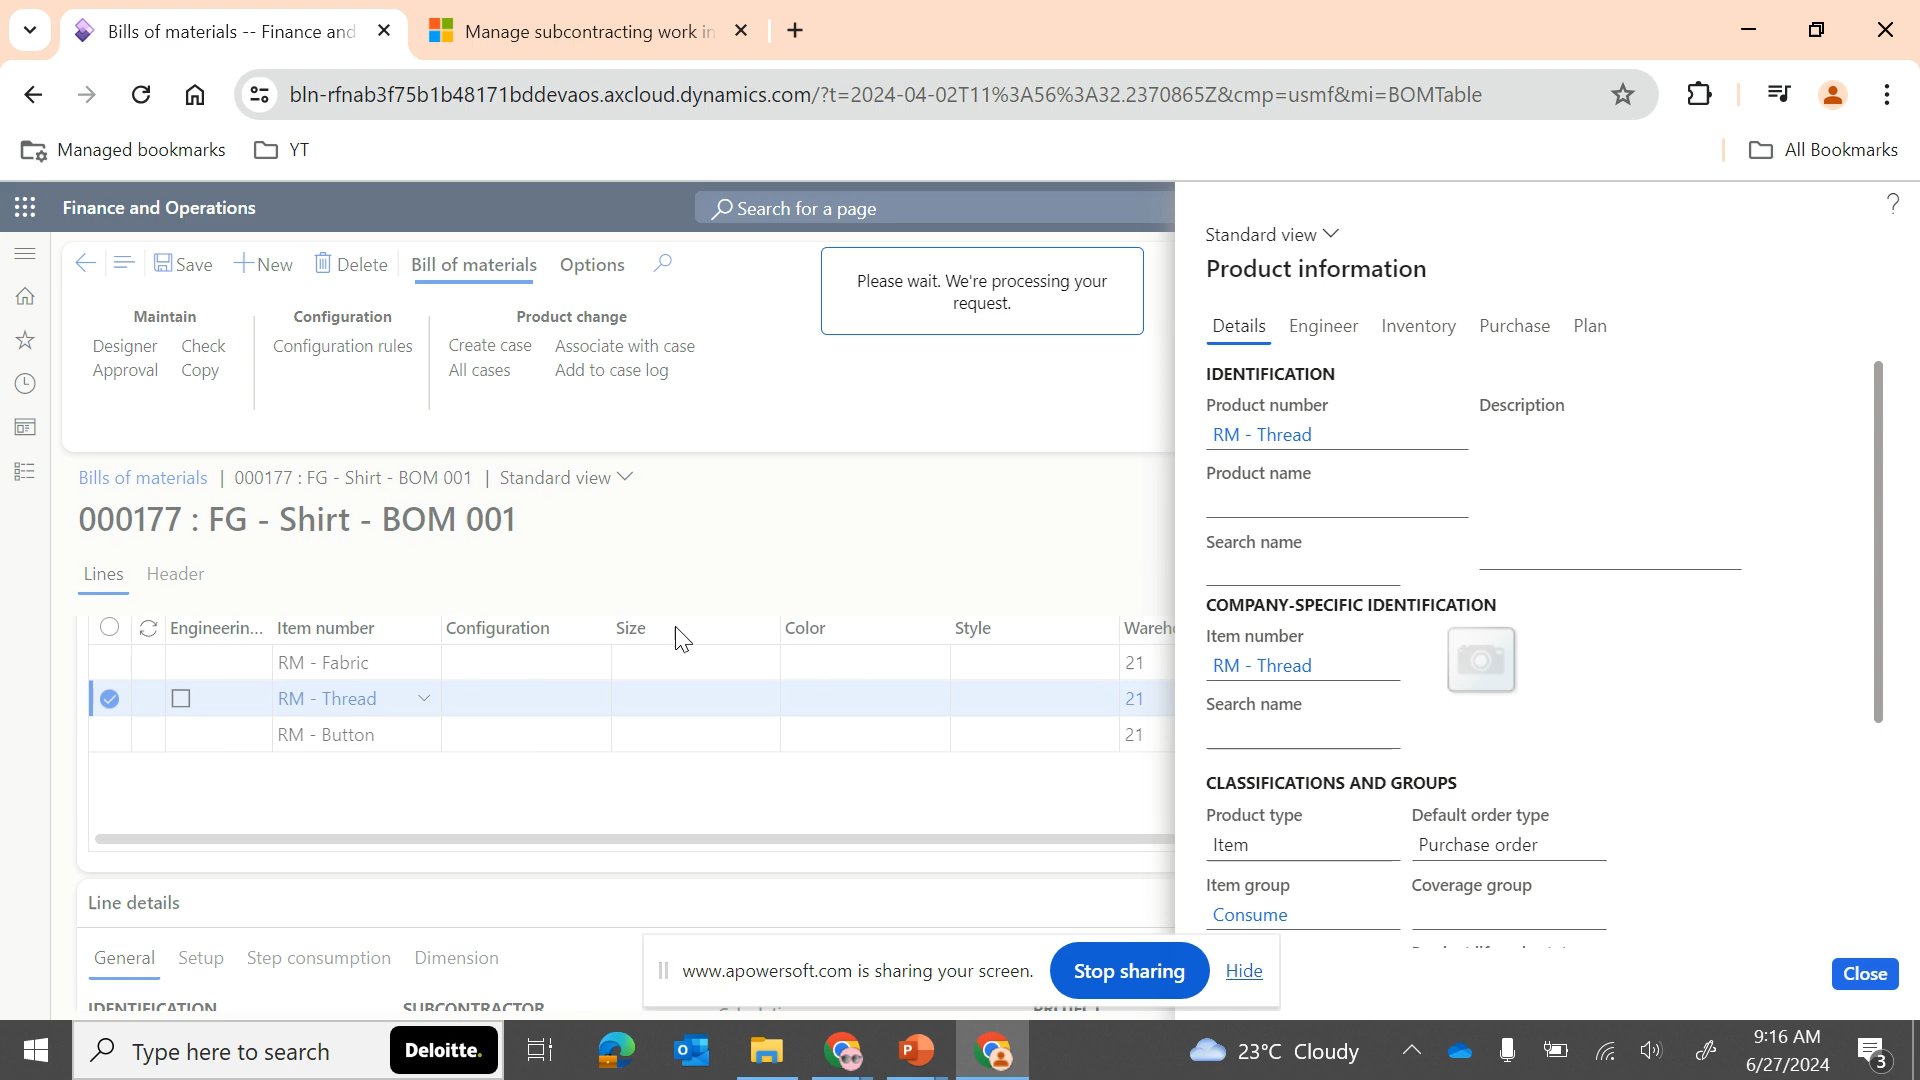 Bills of materials -- Finance and
Manage subcontracting work in
bln-rfnab3f75b1b48171bddevaos.axcloud.dynamics.com/?t=2024-04-02T11%3A56%3A32.2370865Z&cmp=usmf&mi=BOMTable
Managed bookmarks
YT
All Bookmarks
Finance and Operations
Search for a page
?
Save
New
Delete
Bill of materials
Options
Please wait. We're processing your
request.
Maintain
Configuration
Product change
Designer
Check
Configuration rules
Create case
Associate with case
Approval
Copy
All cases
Add to case log
Bills of materials | 000177 : FG - Shirt - BOM 001 | Standard view
000177 : FG - Shirt - BOM 001
Lines
Header
Engineerin...
Item number
Configuration
Size
Color
Style
RM - Fabric
21
RM - Thread
21
RM - Button
21
Line details
General
Setup
Step consumption
Dimension
IDENTIFICATION
SUBCONTRACTOR
PROJECT
Standard view
Product information
Details
Engineer
Inventory
Purchase
Plan
IDENTIFICATION
Product number
Description
RM - Thread
Product name
Search name
COMPANY-SPECIFIC IDENTIFICATION
Item number
RM - Thread
Search name
CLASSIFICATIONS AND GROUPS
Product type
Default order type
Item
Purchase order
Item group
Coverage group
Consume
Close
www.apowersoft.com is sharing your screen.
Stop sharing
Hide
Type here to search
Deloitte.
23°C Cloudy
9:16 AM
6/27/2024
3